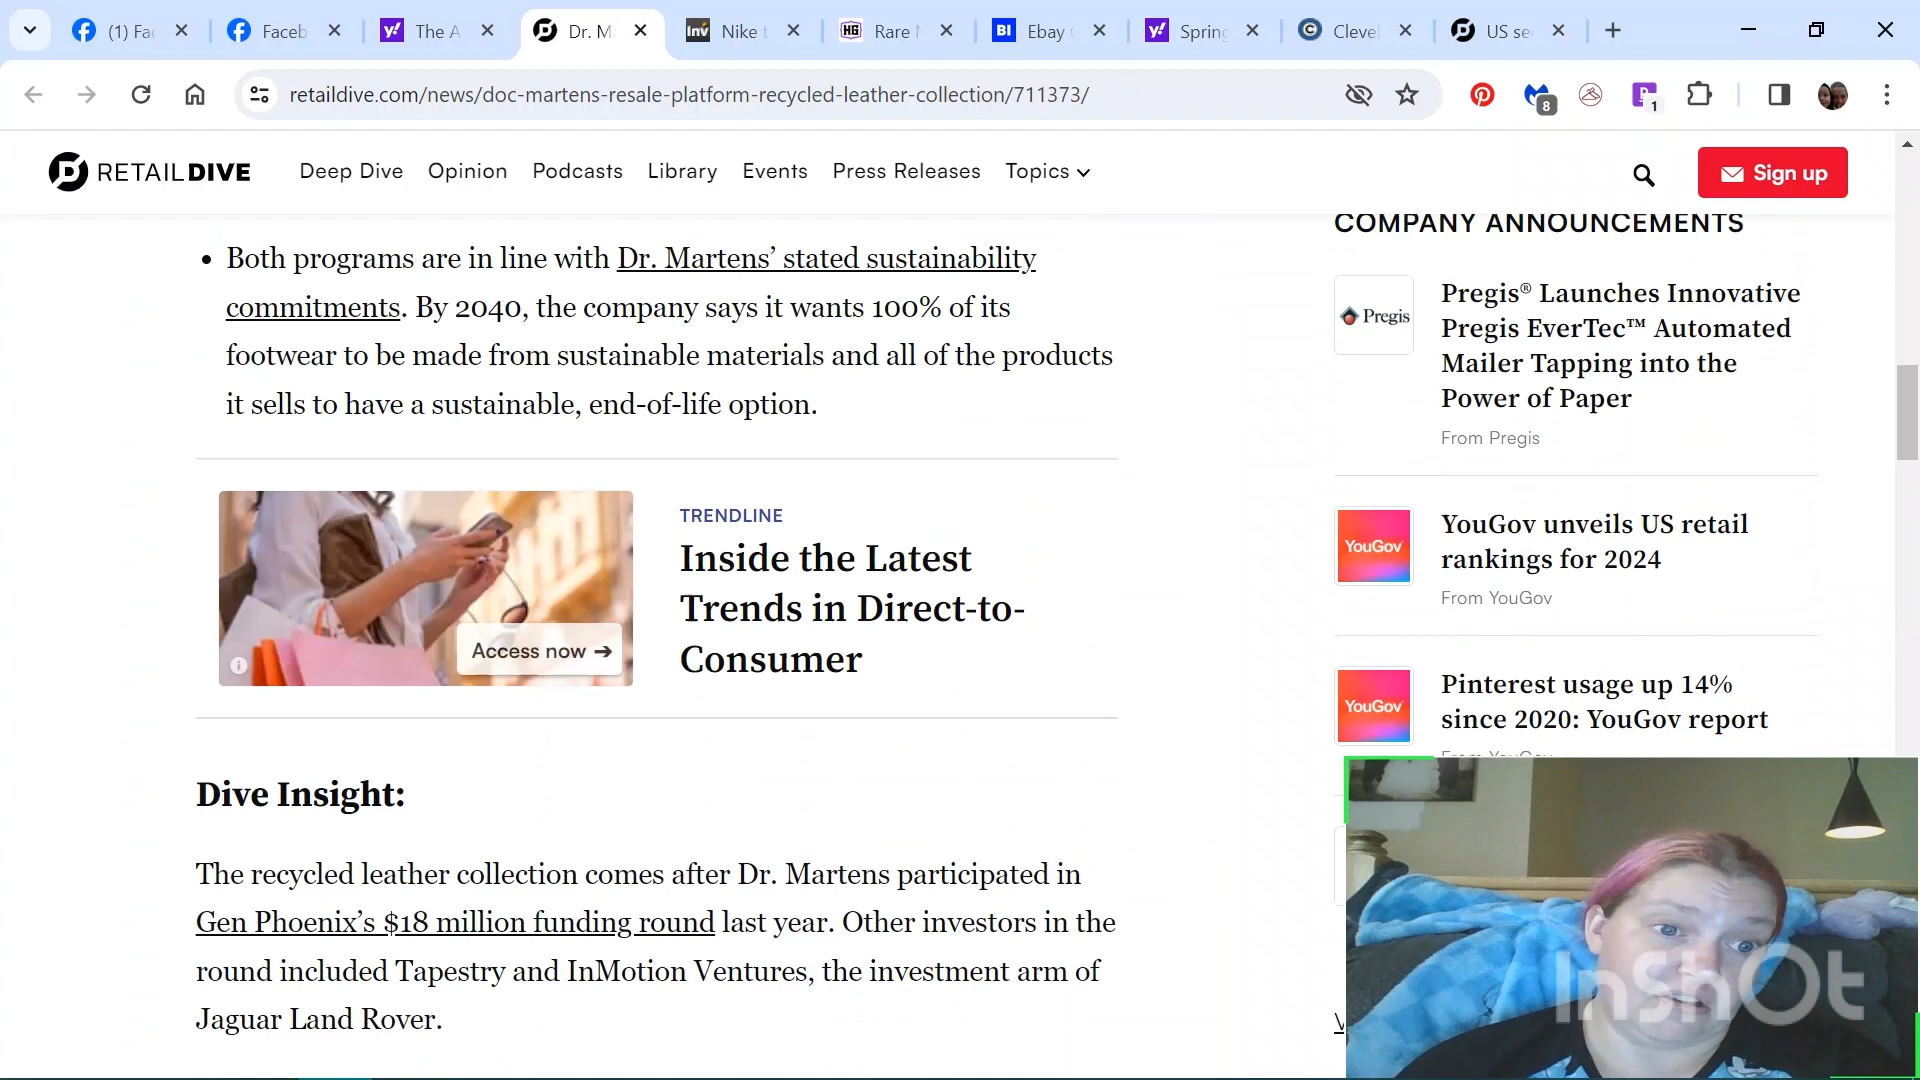 (1) Fac
Faceb
The A
Dr. M
Nike t
Rare
Ebay
Spring
Clevel
US se
retaildive.com/news/doc-martens-resale-platform-recycled-leather-collection/711373/
8
1
RETAILDIVE
Deep Dive
Opinion
Podcasts
Library
Events
Press Releases
Topics
Sign up
Both programs are in line with Dr. Martens’ stated sustainability
commitments. By 2040, the company says it wants 100% of its
footwear to be made from sustainable materials and all of the products
it sells to have a sustainable, end-of-life option.
Access now →
TRENDLINE
Inside the Latest
Trends in Direct-to-
Consumer
Dive Insight:
The recycled leather collection comes after Dr. Martens participated in
Gen Phoenix’s $18 million funding round last year. Other investors in the
round included Tapestry and InMotion Ventures, the investment arm of
Jaguar Land Rover.
COMPANY ANNOUNCEMENTS
Pregis
Pregis® Launches Innovative
Pregis EverTec™ Automated
Mailer Tapping into the
Power of Paper
From Pregis
YouGov
YouGov unveils US retail
rankings for 2024
From YouGov
YouGov
Pinterest usage up 14%
since 2020: YouGov report
From YouGov
InShOt